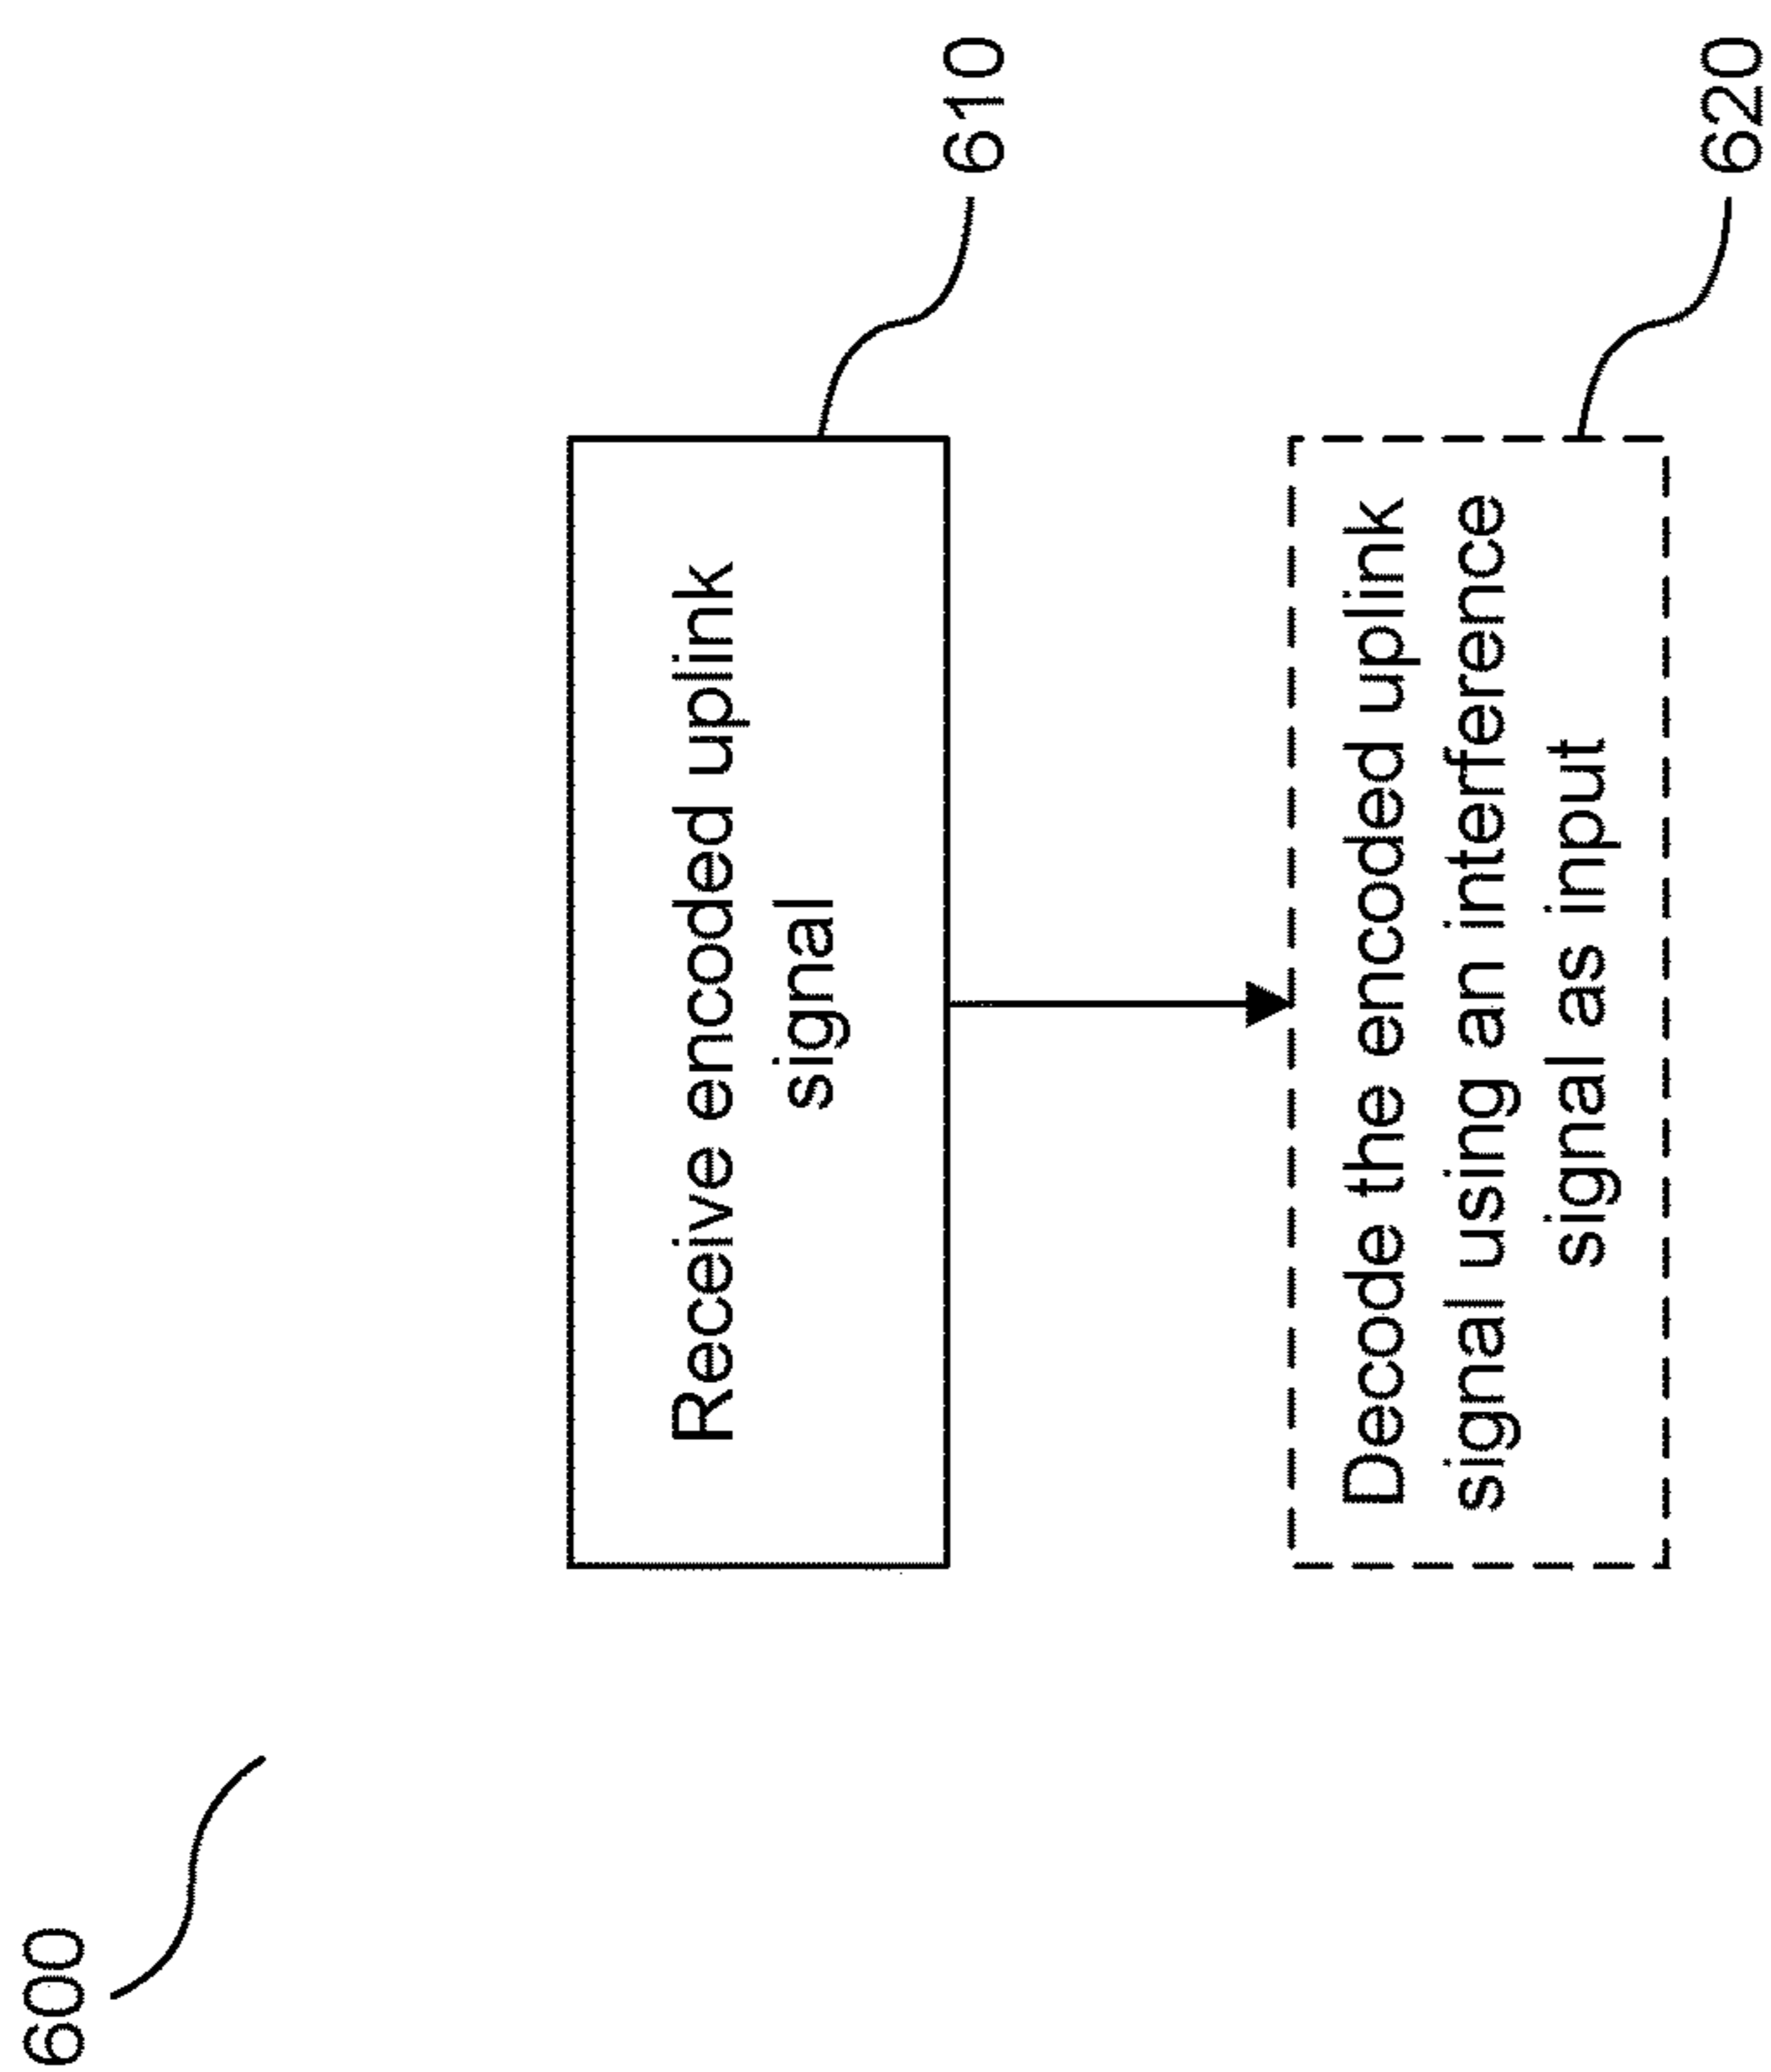 600
Receive encoded uplink
signal
610
Decode the encoded uplink
signal using an interference
signal as input
620